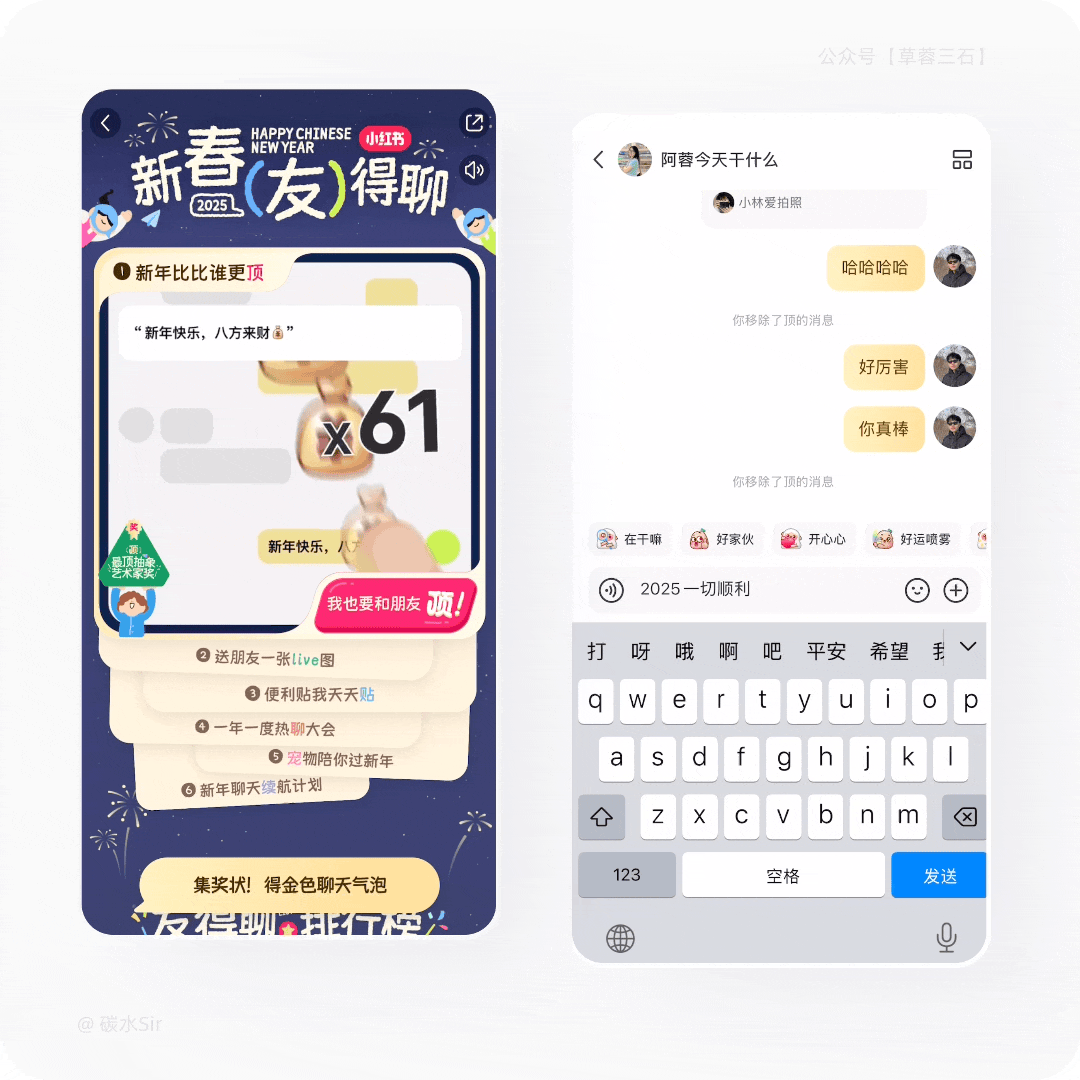 公众号【草蓉三石】
HAPPY CHINESE
NEW YEAR
小红书
新春(友)得聊
2025
1 新年比比谁更顶
“新年快乐，八方来财💰”
x61
新年快乐，八方
奖
顶
最顶抽象
艺术家奖
我也要和朋友 顶！
2 送朋友一张live图
3 便利贴我天天贴
4 一年一度热聊大会
5 宠物陪你过新年
6 新年聊天续航计划
集奖状！得金色聊天气泡
友得聊 排行榜
阿蓉今天干什么
小林爱拍照
哈哈哈哈
你移除了顶的消息
好厉害
你真棒
你移除了顶的消息
在干嘛 好家伙 开心心 好运喷雾
2025一切顺利
打 呀 哦 啊 吧 平安 希望
q w e r t y u i o p
a s d f g h j k l
z x c v b n m
123 空格 发送
@ 碳水Sir